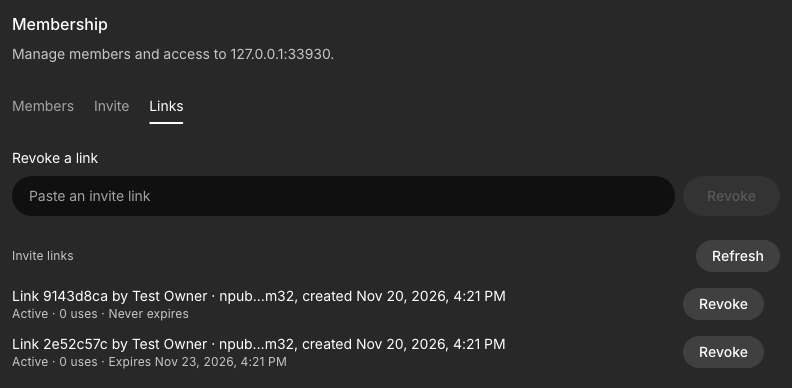 Membership
Manage members and access to 127.0.0.1:33930.
Members Invite Links
Revoke a link
Paste an invite link Revoke
Invite links Refresh
Link 9143d8ca by Test Owner · npub...m32, created Nov 20, 2026, 4:21 PM
Active · 0 uses · Never expires
Revoke
Link 2e52c57c by Test Owner · npub...m32, created Nov 20, 2026, 4:21 PM
Active · 0 uses · Expires Nov 23, 2026, 4:21 PM
Revoke